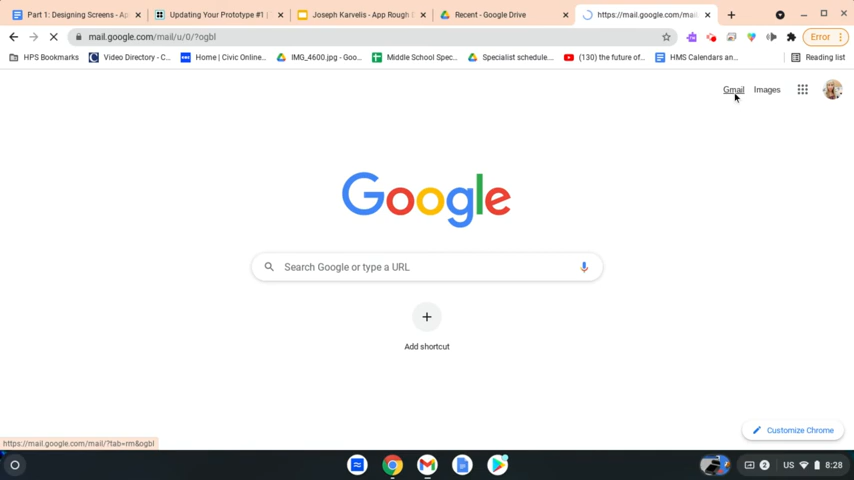 Part 1: Designing Screens - Ap
Updating Your Prototype #1 |
Joseph Karvelis - App Rough
Recent - Google Drive
https://mail.google.com/mai
mail.google.com/mail/u/0/?ogbl
Error
HPS Bookmarks
Video Directory - C...
Home | Civic Online...
IMG_4600.jpg - Goo...
Middle School Spec...
Specialist schedule....
(130) the future of...
HMS Calendars an...
Reading list
Gmail
Images
Google
Search Google or type a URL
Add shortcut
Customize Chrome
https://mail.google.com/mail/?tab=rm&ogbl
2
US
8:28